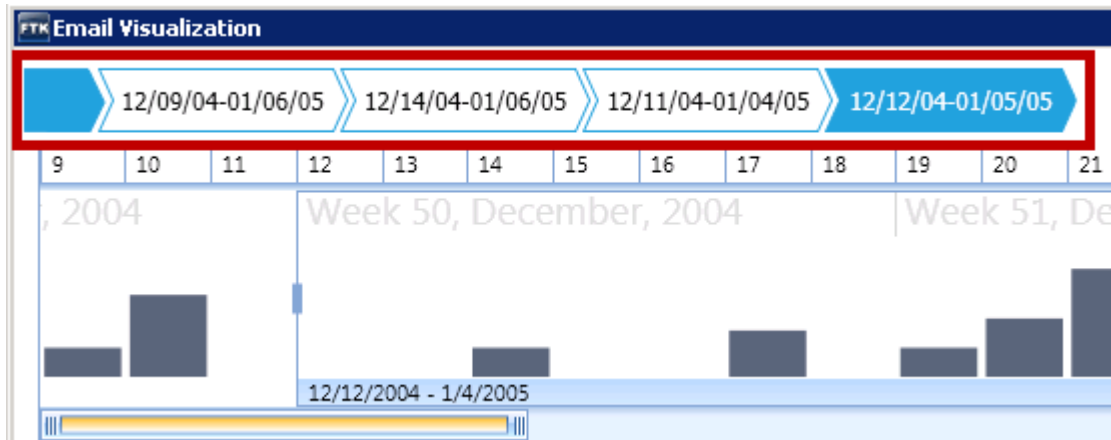 FTK Email Visualization
12/09/04-01/06/05 12/14/04-01/06/05 12/11/04-01/04/05 12/12/04-01/05/05
9 10 11 12 13 14 15 16 17 18 19 20 21
, 2004 Week 50, December, 2004 Week 51, De
12/12/2004 - 1/4/2005